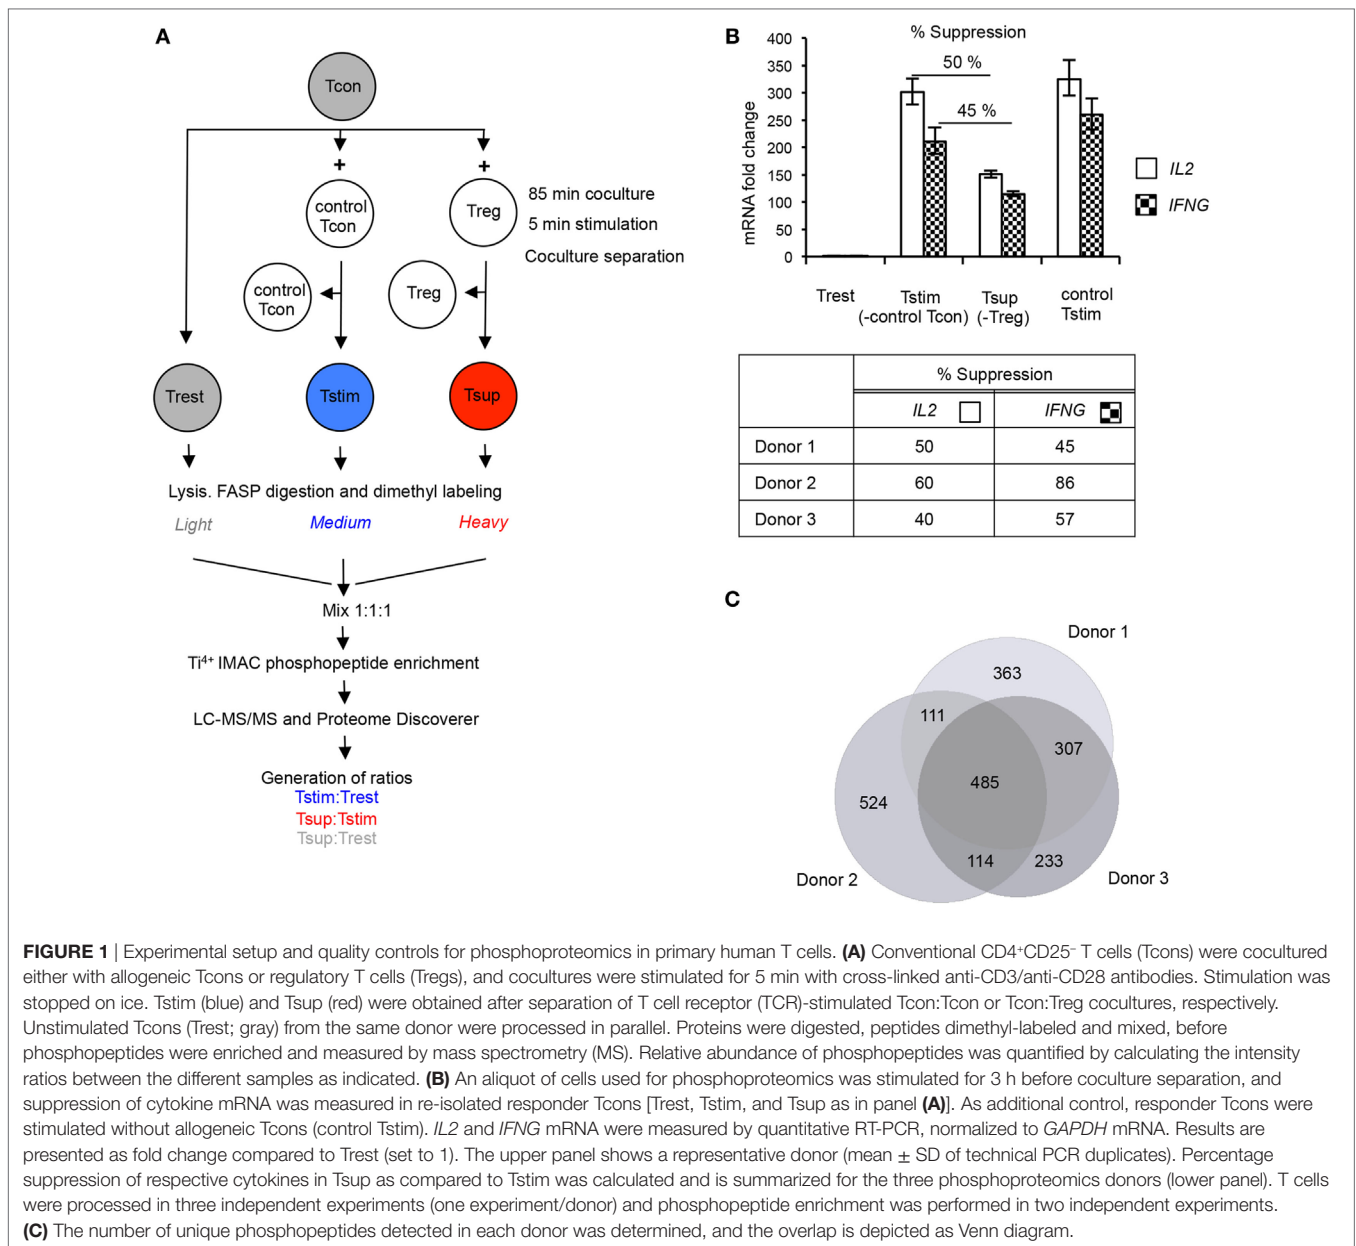 A
Tcon
+
+
control
Tcon
Treg
85 min coculture
5 min stimulation
Coculture separation
control
Tcon
Treg
Trest
Tstim
Tsup
Lysis. FASP digestion and dimethyl labeling
Light
Medium
Heavy
Mix 1:1:1
Ti⁴⁺ IMAC phosphopeptide enrichment
LC-MS/MS and Proteome Discoverer
Generation of ratios
Tstim:Trest
Tsup:Tstim
Tsup:Trest
B
% Suppression
50 %
45 %
mRNA fold change
400
350
300
250
200
150
100
50
0
Trest
Tstim
(-control Tcon)
Tsup
(-Treg)
control
Tstim
IL2
IFNG
% Suppression
IL2 IFNG
Donor 1 50 45
Donor 2 60 86
Donor 3 40 57
C
Donor 1
363
111
307
485
524
114
233
Donor 2
Donor 3
FIGURE 1 | Experimental setup and quality controls for phosphoproteomics in primary human T cells. (A) Conventional CD4⁺CD25⁻ T cells (Tcons) were cocultured
either with allogeneic Tcons or regulatory T cells (Tregs), and cocultures were stimulated for 5 min with cross-linked anti-CD3/anti-CD28 antibodies. Stimulation was
stopped on ice. Tstim (blue) and Tsup (red) were obtained after separation of T cell receptor (TCR)-stimulated Tcon:Tcon or Tcon:Treg cocultures, respectively.
Unstimulated Tcons (Trest; gray) from the same donor were processed in parallel. Proteins were digested, peptides dimethyl-labeled and mixed, before
phosphopeptides were enriched and measured by mass spectrometry (MS). Relative abundance of phosphopeptides was quantified by calculating the intensity
ratios between the different samples as indicated. (B) An aliquot of cells used for phosphoproteomics was stimulated for 3 h before coculture separation, and
suppression of cytokine mRNA was measured in re-isolated responder Tcons [Trest, Tstim, and Tsup as in panel (A)]. As additional control, responder Tcons were
stimulated without allogeneic Tcons (control Tstim). IL2 and IFNG mRNA were measured by quantitative RT-PCR, normalized to GAPDH mRNA. Results are
presented as fold change compared to Trest (set to 1). The upper panel shows a representative donor (mean ± SD of technical PCR duplicates). Percentage
suppression of respective cytokines in Tsup as compared to Tstim was calculated and is summarized for the three phosphoproteomics donors (lower panel). T cells
were processed in three independent experiments (one experiment/donor) and phosphopeptide enrichment was performed in two independent experiments.
(C) The number of unique phosphopeptides detected in each donor was determined, and the overlap is depicted as Venn diagram.